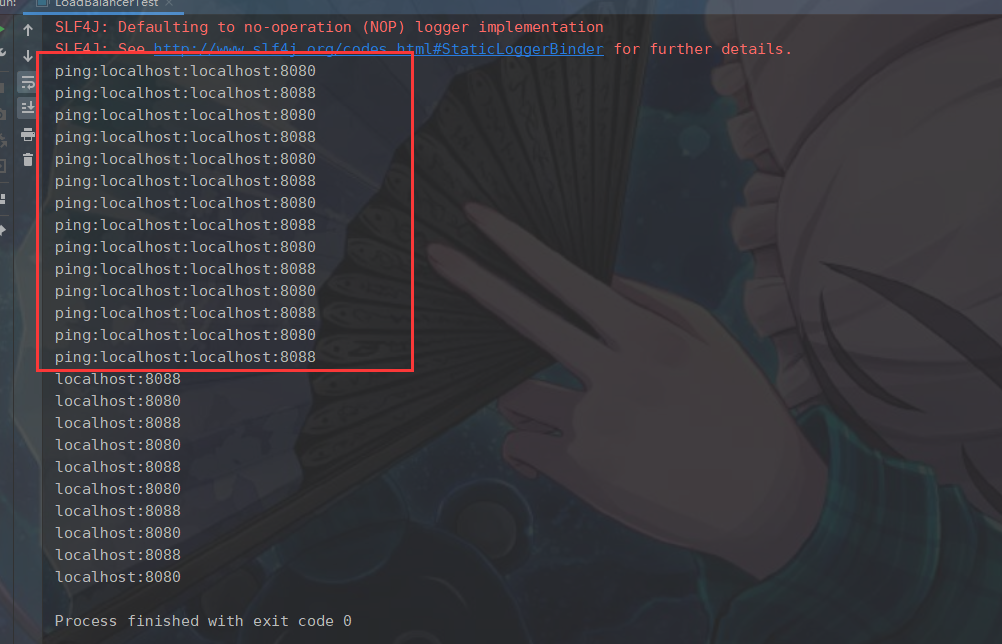 un: LoadBalancerTest ×
SLF4J: Defaulting to no-operation (NOP) logger implementation
SLF4J: See http://www.slf4j.org/codes.html#StaticLoggerBinder for further details.
ping:localhost:localhost:8080
ping:localhost:localhost:8088
ping:localhost:localhost:8080
ping:localhost:localhost:8088
ping:localhost:localhost:8080
ping:localhost:localhost:8088
ping:localhost:localhost:8080
ping:localhost:localhost:8088
ping:localhost:localhost:8080
ping:localhost:localhost:8088
ping:localhost:localhost:8080
ping:localhost:localhost:8088
ping:localhost:localhost:8080
ping:localhost:localhost:8088
localhost:8088
localhost:8080
localhost:8088
localhost:8080
localhost:8088
localhost:8080
localhost:8088
localhost:8080
localhost:8088
localhost:8080
Process finished with exit code 0